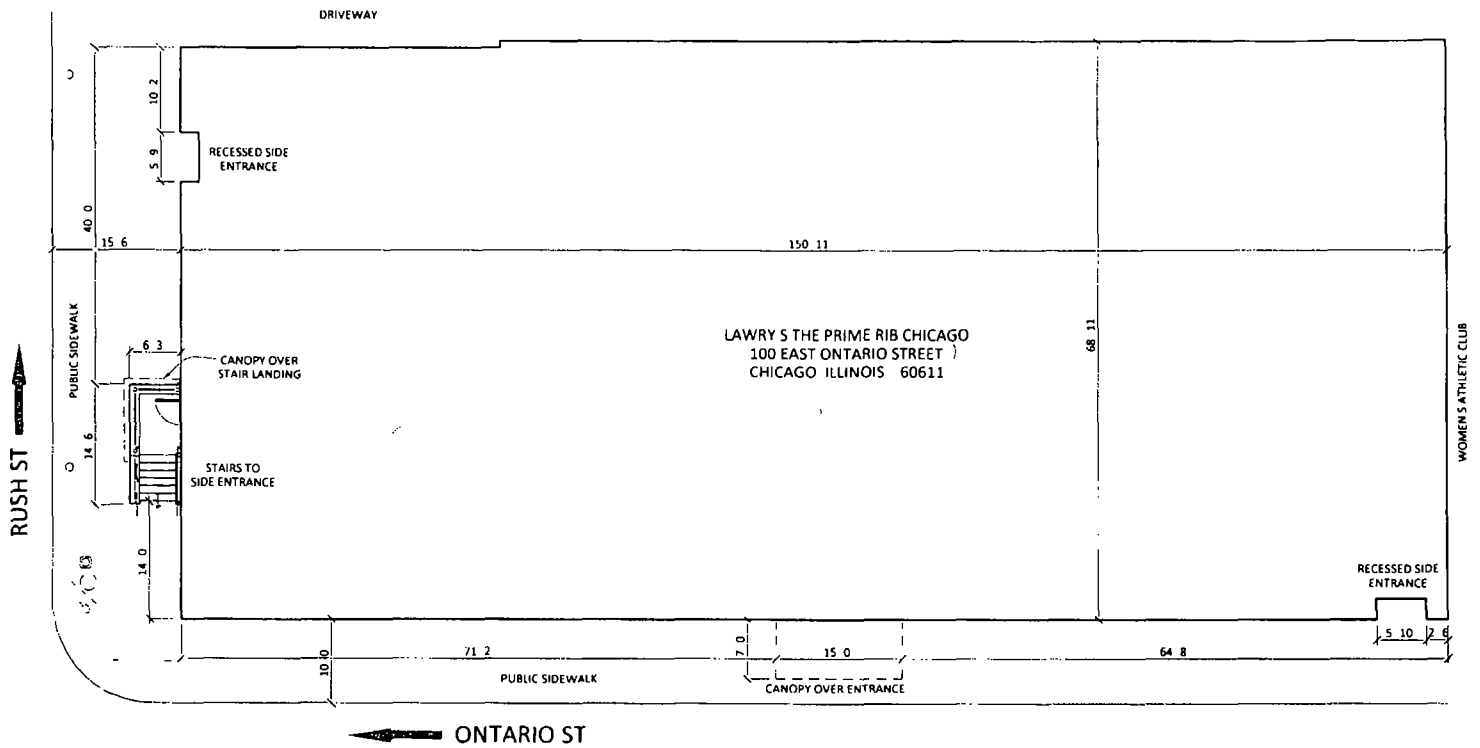 DRIVEWAY
10 2
5 9
RECESSED SIDE
ENTRANCE
40 0
15 6
150 11
PUBLIC SIDEWALK
6 3
CANOPY OVER
STAIR LANDING
LAWRY S THE PRIME RIB CHICAGO
100 EAST ONTARIO STREET )
CHICAGO ILLINOIS 60611
68 11
WOMEN S ATHLETIC CLUB
RUSH ST
14 6
STAIRS TO
SIDE ENTRANCE
14 0
RECESSED SIDE
ENTRANCE
5 10
2 6
71 2
7 0
15 0
64 8
PUBLIC SIDEWALK
CANOPY OVER ENTRANCE
ONTARIO ST